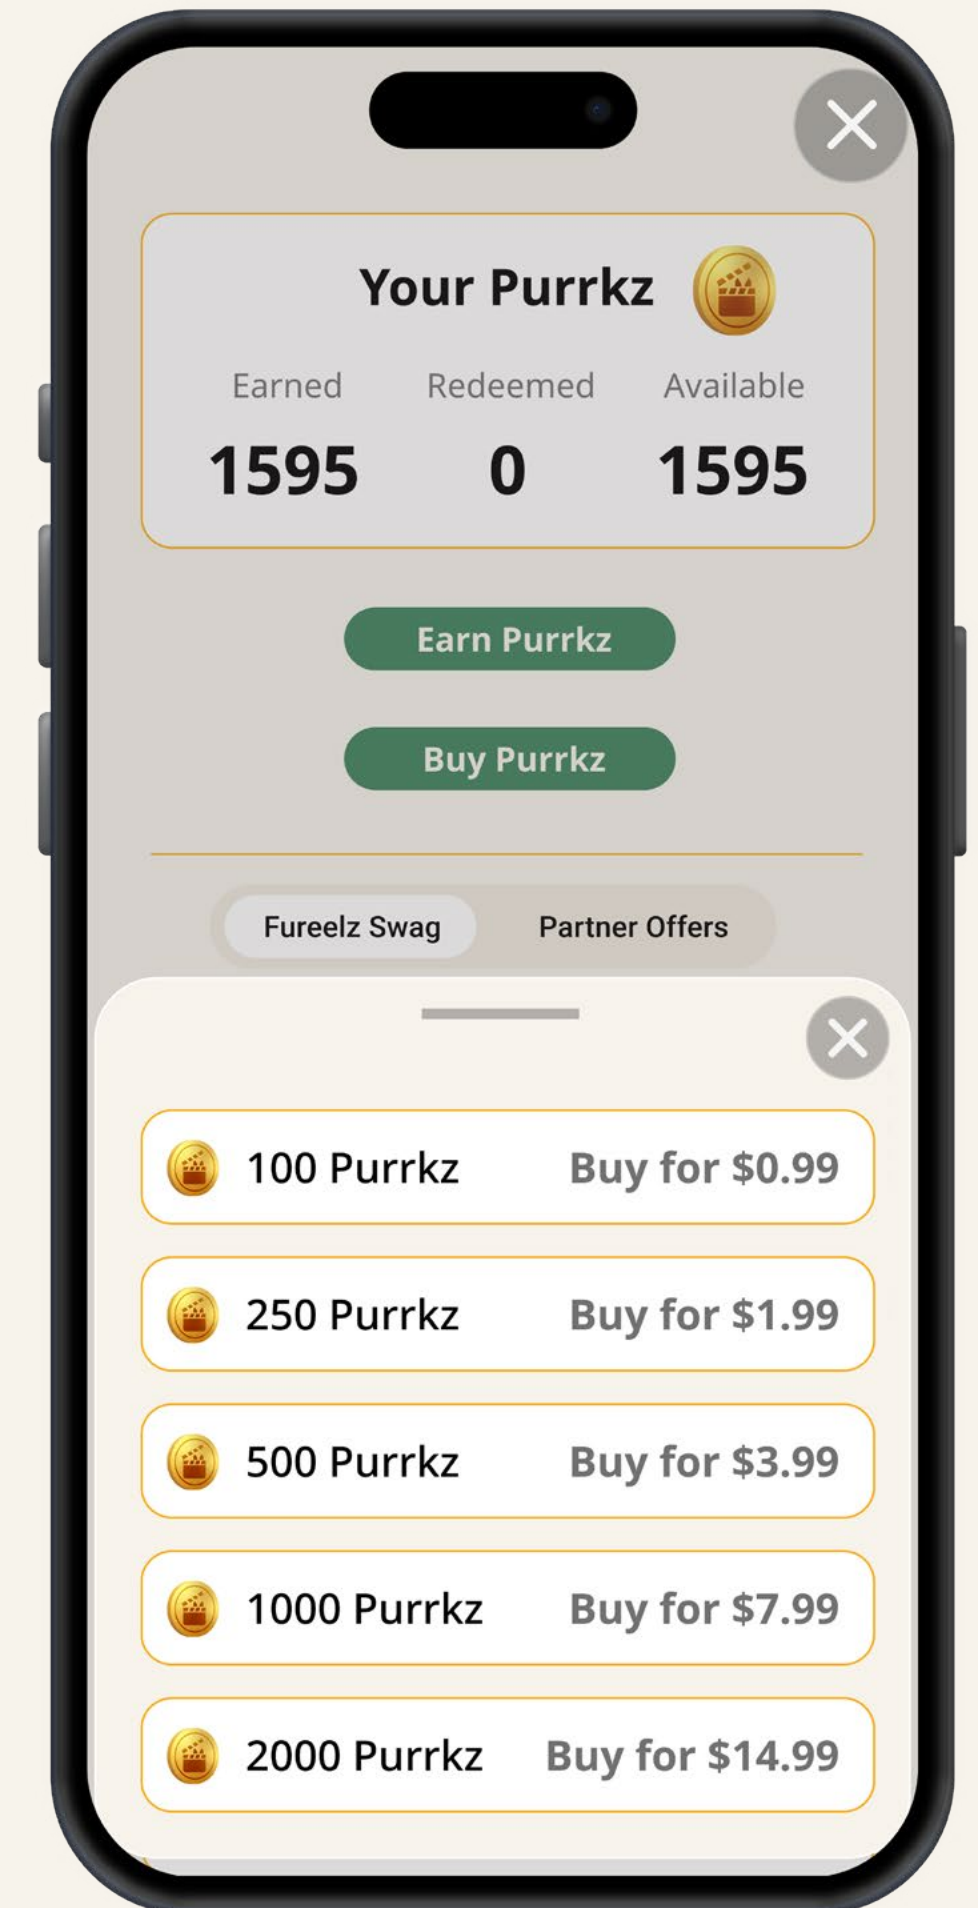 Your Purrkz
Earned Redeemed Available
1595 0 1595
Earn Purrkz
Buy Purrkz
Fureelz Swag Partner Offers
100 Purrkz Buy for $0.99
250 Purrkz Buy for $1.99
500 Purrkz Buy for $3.99
1000 Purrkz Buy for $7.99
2000 Purrkz Buy for $14.99